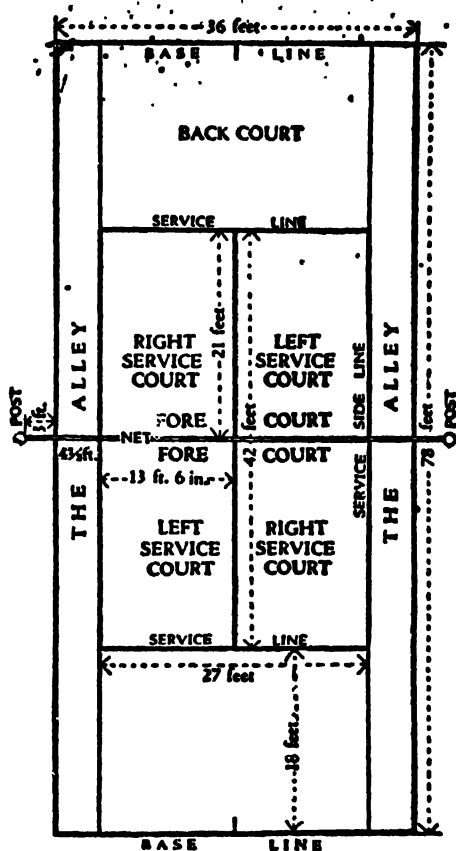 36 feet
BASE LINE
BACK COURT
SERVICE LINE
21 feet
RIGHT SERVICE COURT
LEFT SERVICE COURT
THE ALLEY
SERVICE SIDE LINE
THE ALLEY
POST
POST
3 ft.
FORE COURT
NET
FORE COURT
4½ ft.
42 feet
78 feet
13 ft. 6 in.
LEFT SERVICE COURT
RIGHT SERVICE COURT
SERVICE LINE
27 feet
18 feet
BASE LINE